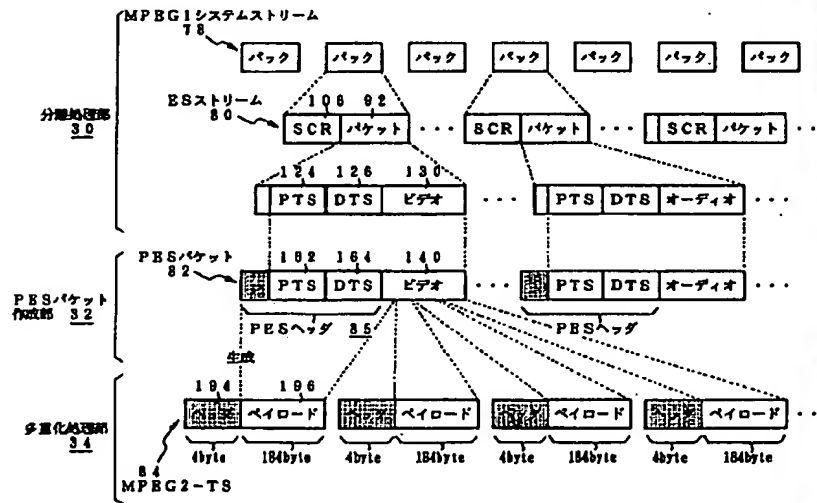 MPEG1システムストリーム
78
パック パック パック パック パック パック パック
ESストリーム 106 92
80
SCR パケット ・・・ SCR パケット ・・・ SCR パケット ・・
分離処理部
30
124 126 130
PTS DTS ビデオ ・・・ PTS DTS オーディオ ・・・
PESパケット 162 164 140
82
PTS DTS ビデオ ・・・ PTS DTS オーディオ ・・・
PESパケット
作成部 32
PESヘッダ 85 PESヘッダ
生成
194 196
ペイロード ペイロード ペイロード ペイロード ・・
多重化処理部
34
4byte 184byte 4byte 184byte 4byte 184byte 4byte 184byte
84
MPEG2-TS